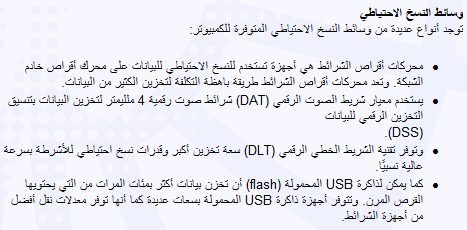 وسائط النسخ الاحتياطي
توجد أنواع عديدة من وسائط النسخ الاحتياطي المتوفرة للكمبيوتر:
محركات أقراص الشرائط هي أجهزة تستخدم للنسخ الاحتياطي للبيانات على محرك أقراص خادم
الشبكة. وتعد محركات أقراص الشرائط طريقة باهظة التكلفة لتخزين الكثير من البيانات.
يستخدم معيار شريط الصوت الرقمي (DAT) شرائط صوت رقمية 4 ملليمتر لتخزين البيانات بتنسيق
التخزين الرقمي للبيانات
(DSS).
وتوفر تقنية الشريط الخطي الرقمي (DLT) سعة تخزين أكبر وقدرات نسخ احتياطي للأشرطة بسرعة
عالية نسبيًا.
كما يمكن لذاكرة USB المحمولة (flash) أن تخزن بيانات أكثر بمئات المرات من التي يحتويها
القرص المرن. وتتوفر أجهزة ذاكرة USB المحمولة بسعات عديدة كما أنها توفر معدلات نقل أفضل
من أجهزة الشرائط.